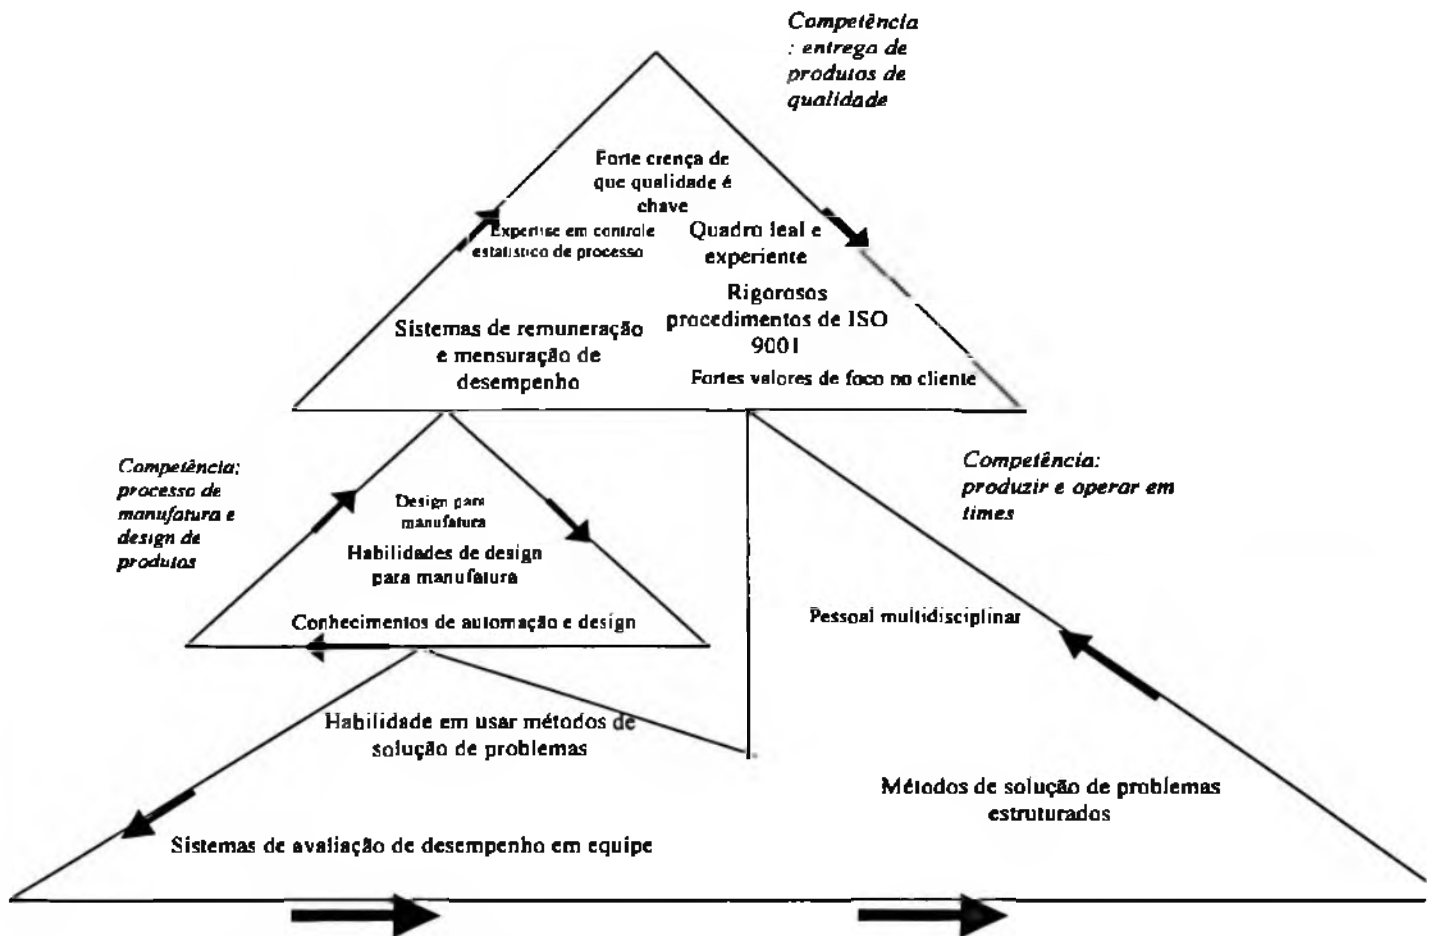 Competência
: entrega de
produtos de
qualidade
Forte crença de
que qualidade é
chave
Expertise em controle
estatístico de processo
Quadro leal e
experiente
Rigorosos
procedimentos de ISO
9001
Sistemas de remuneração
e mensuração de
desempenho
Fortes valores de foco no cliente
Competência:
processo de
manufatura e
design de
produtos
Design para
manufatura
Habilidades de design
para manufatura
Conhecimentos de automação e design
Competência:
produzir e operar em
times
Pessoal multidisciplinar
Habilidade em usar métodos de
solução de problemas
Métodos de solução de problemas
estruturados
Sistemas de avaliação de desempenho em equipe